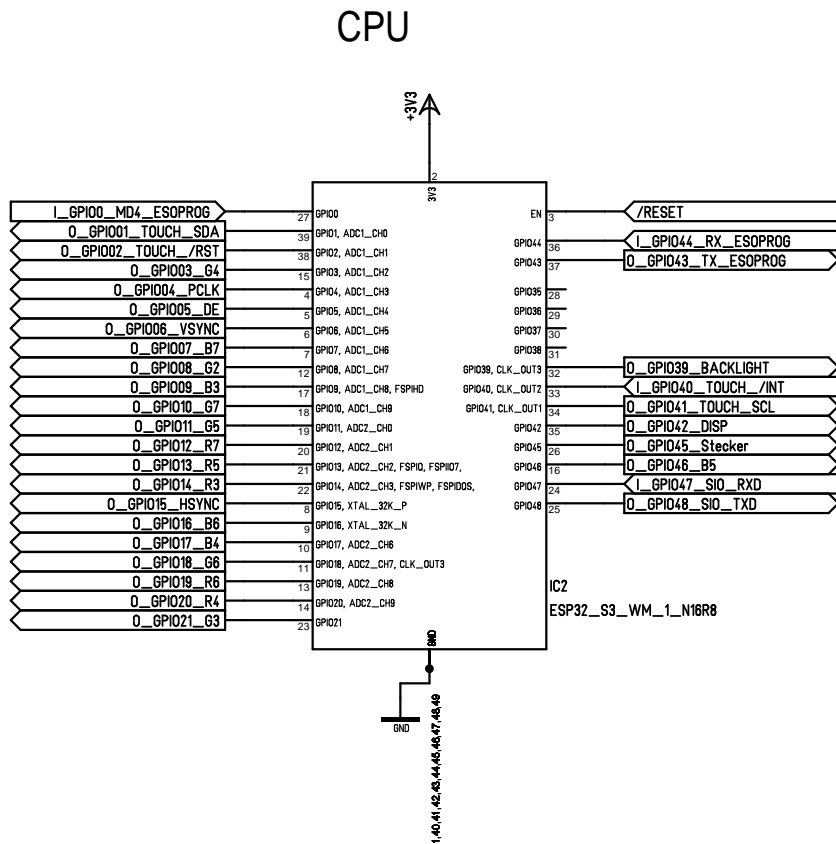 CPU
+3V3
2
3V3
I_GPIO0_MD4_ESOPROG 27 GPIO0
O_GPIO01_TOUCH_SDA 39 GPIO1, ADC1_CH0
O_GPIO02_TOUCH_/RST 38 GPIO2, ADC1_CH1
O_GPIO03_G4 15 GPIO3, ADC1_CH2
O_GPIO04_PCLK 4 GPIO4, ADC1_CH3
O_GPIO05_DE 5 GPIO5, ADC1_CH4
O_GPIO06_VSYNC 6 GPIO6, ADC1_CH5
O_GPIO07_B7 7 GPIO7, ADC1_CH6
O_GPIO08_G2 12 GPIO8, ADC1_CH7
O_GPIO09_B3 17 GPIO9, ADC1_CH8, FSPIHD
O_GPIO10_G7 18 GPIO10, ADC1_CH9
O_GPIO11_G5 19 GPIO11, ADC2_CH0
O_GPIO12_R7 20 GPIO12, ADC2_CH1
O_GPIO13_R5 21 GPIO13, ADC2_CH2, FSPIQ, FSPIIO7,
O_GPIO14_R3 22 GPIO14, ADC2_CH3, FSPIWP, FSPIDQS,
O_GPIO15_HSYNC 8 GPIO15, XTAL_32K_P
O_GPIO16_B6 9 GPIO16, XTAL_32K_N
O_GPIO17_B4 10 GPIO17, ADC2_CH6
O_GPIO18_G6 11 GPIO18, ADC2_CH7, CLK_OUT3
O_GPIO19_R6 13 GPIO19, ADC2_CH8
O_GPIO20_R4 14 GPIO20, ADC2_CH9
O_GPIO21_G3 23 GPIO21
EN 3 /RESET
GPIO44 36 I_GPIO44_RX_ESOPROG
GPIO43 37 O_GPIO43_TX_ESOPROG
GPIO35 28
GPIO36 29
GPIO37 30
GPIO38 31
GPIO39, CLK_OUT3 32 O_GPIO39_BACKLIGHT
GPIO40, CLK_OUT2 33 I_GPIO40_TOUCH_/INT
GPIO41, CLK_OUT1 34 O_GPIO41_TOUCH_SCL
GPIO42 35 O_GPIO42_DISP
GPIO45 26 O_GPIO45_Stecker
GPIO46 16 O_GPIO46_B5
GPIO47 24 I_GPIO47_SIO_RXD
GPIO48 25 O_GPIO48_SIO_TXD
IC2
ESP32_S3_WM_1_N16R8
GND
GND
1,40,41,42,43,44,45,46,47,48,49